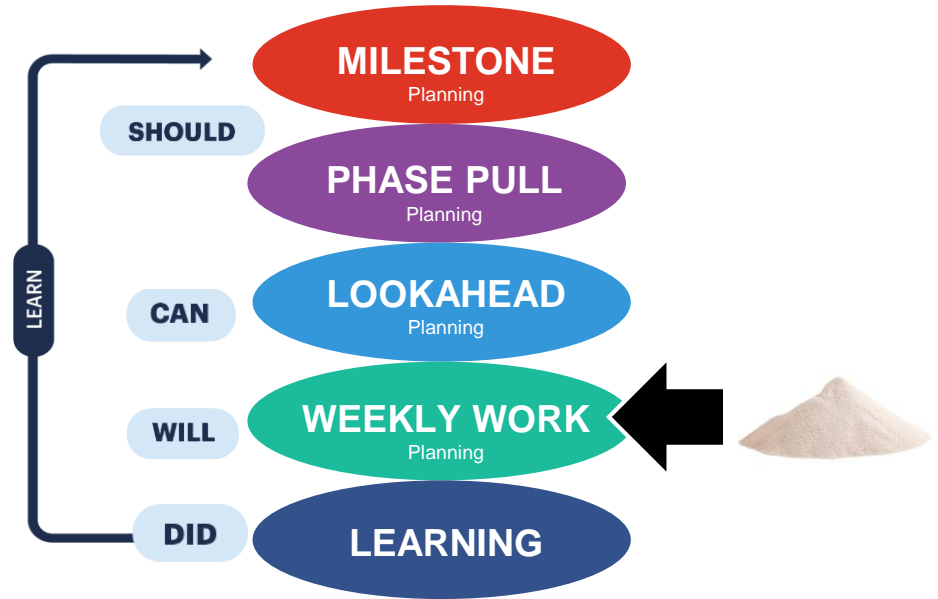 MILESTONE
Planning
SHOULD
PHASE PULL
Planning
LEARN
CAN
LOOKAHEAD
Planning
WILL
WEEKLY WORK
Planning
DID
LEARNING